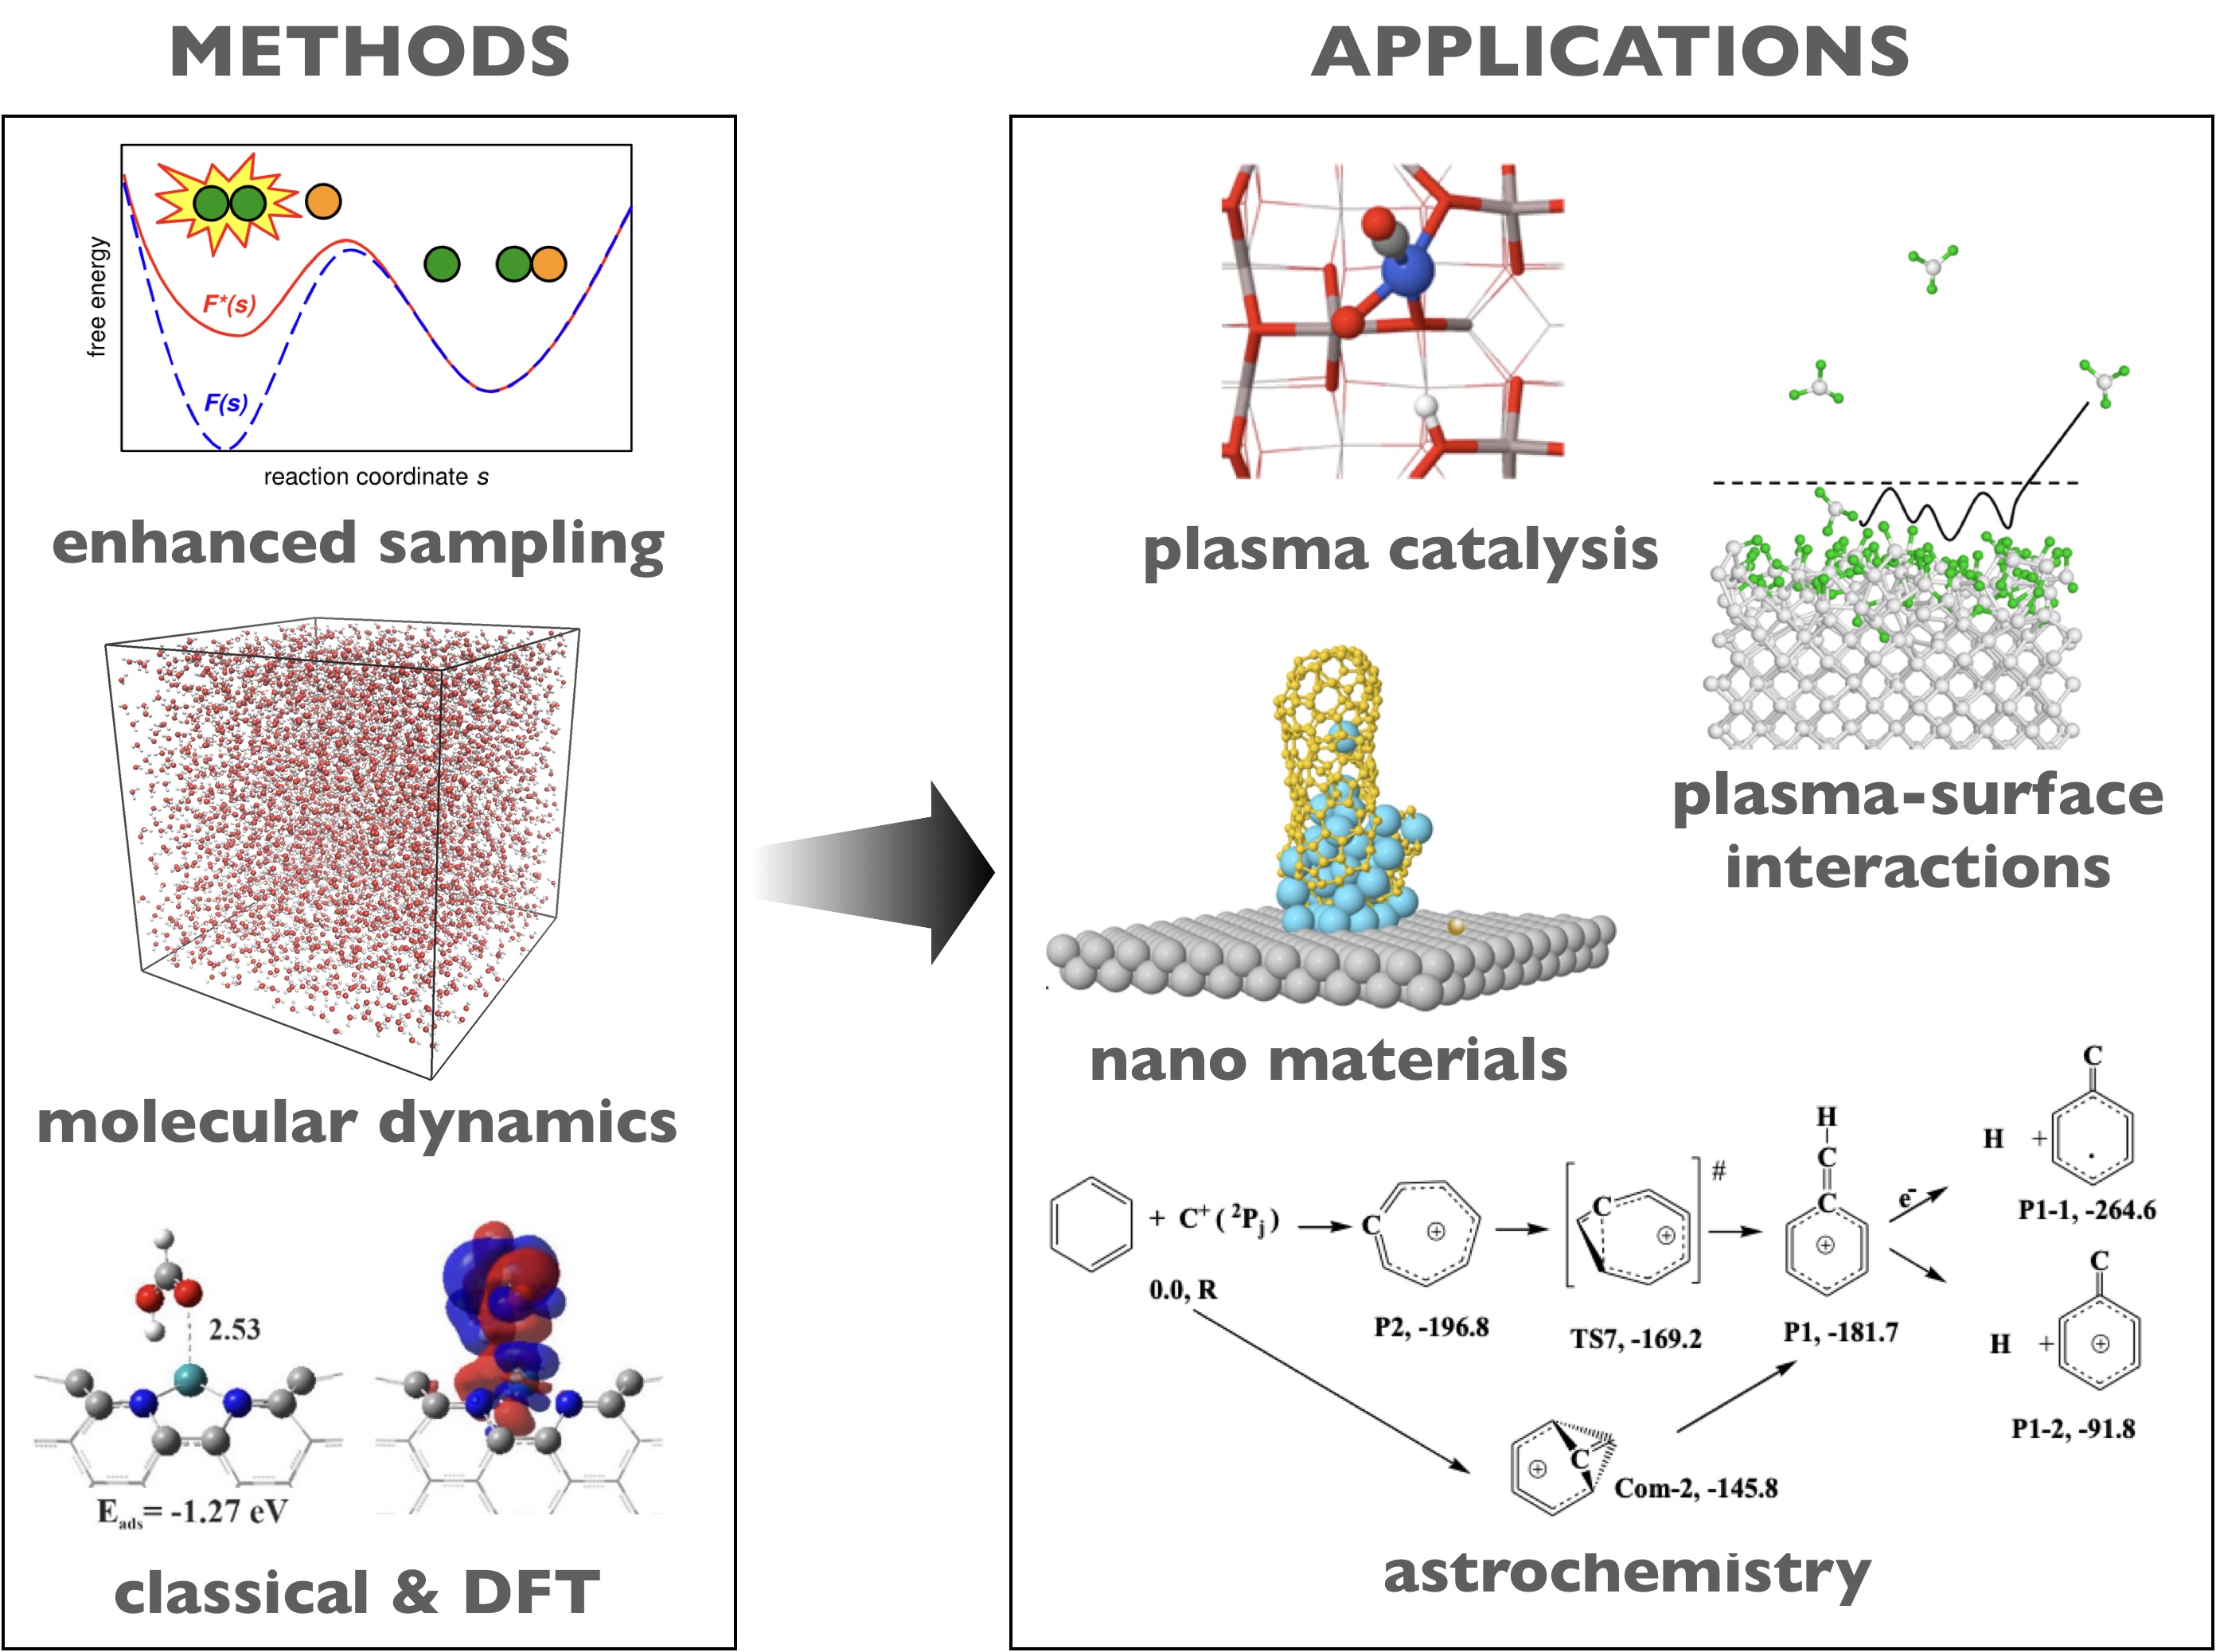 METHODS
free energy
F*(s)
F(s)
reaction coordinate s
enhanced sampling
molecular dynamics
2.53
Eads= -1.27 eV
classical & DFT
APPLICATIONS
plasma catalysis
plasma-surface
interactions
nano materials
+ C⁺ (²Pj)
0.0, R
C
P2, -196.8
C
#
TS7, -169.2
H
C
C
P1, -181.7
e⁻
C
H +
P1-1, -264.6
C
H +
P1-2, -91.8
C
Com-2, -145.8
astrochemistry